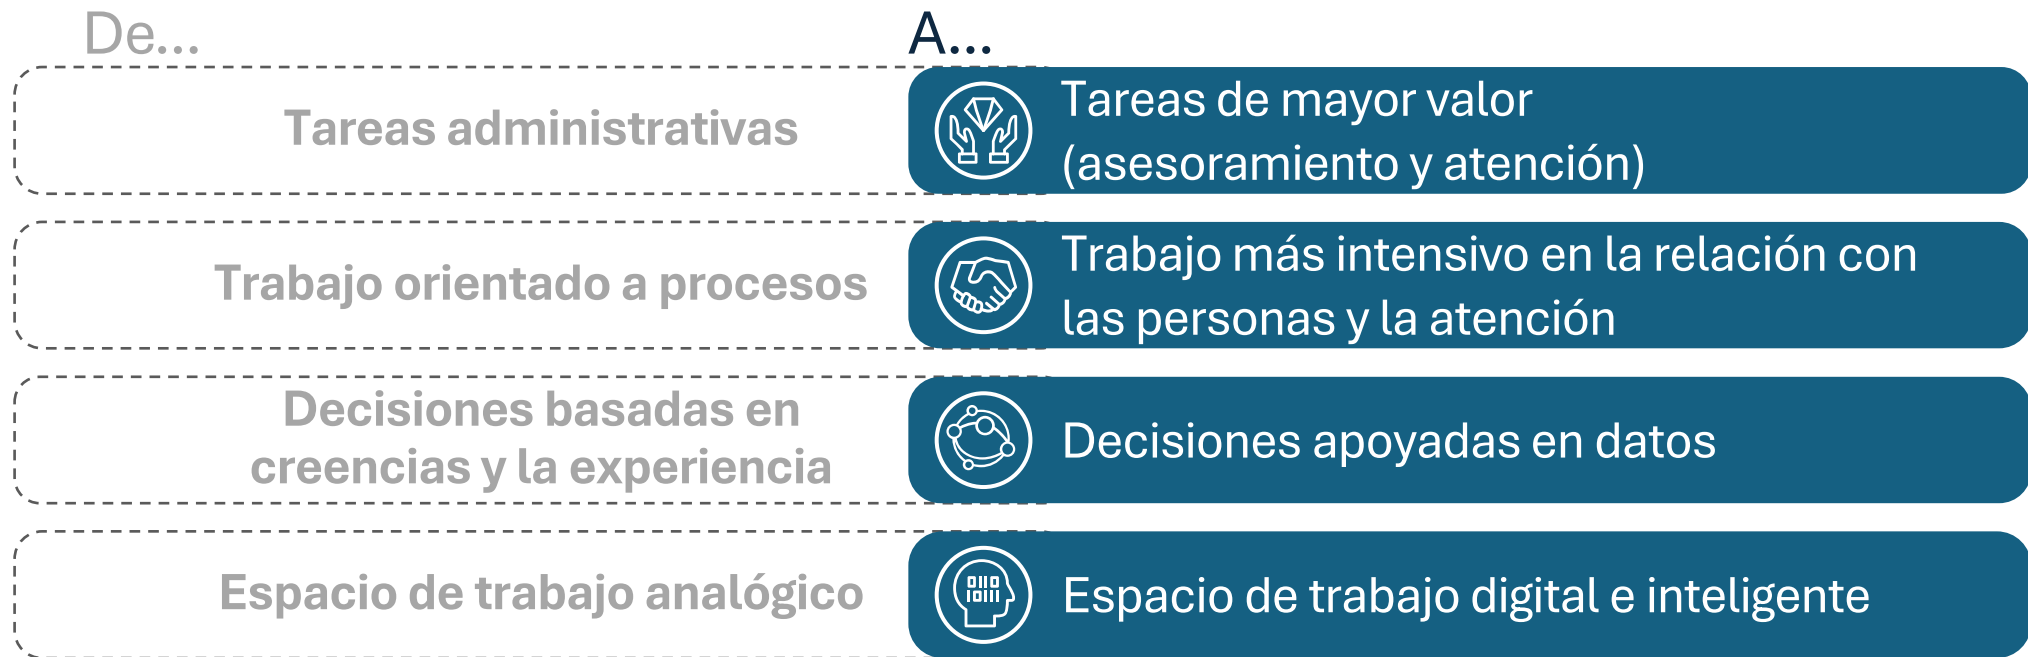 De...
A...
Tareas administrativas
Tareas de mayor valor
(asesoramiento y atención)
Trabajo orientado a procesos
Trabajo más intensivo en la relación con
las personas y la atención
Decisiones basadas en
creencias y la experiencia
Decisiones apoyadas en datos
Espacio de trabajo analógico
0110
10111
Espacio de trabajo digital e inteligente